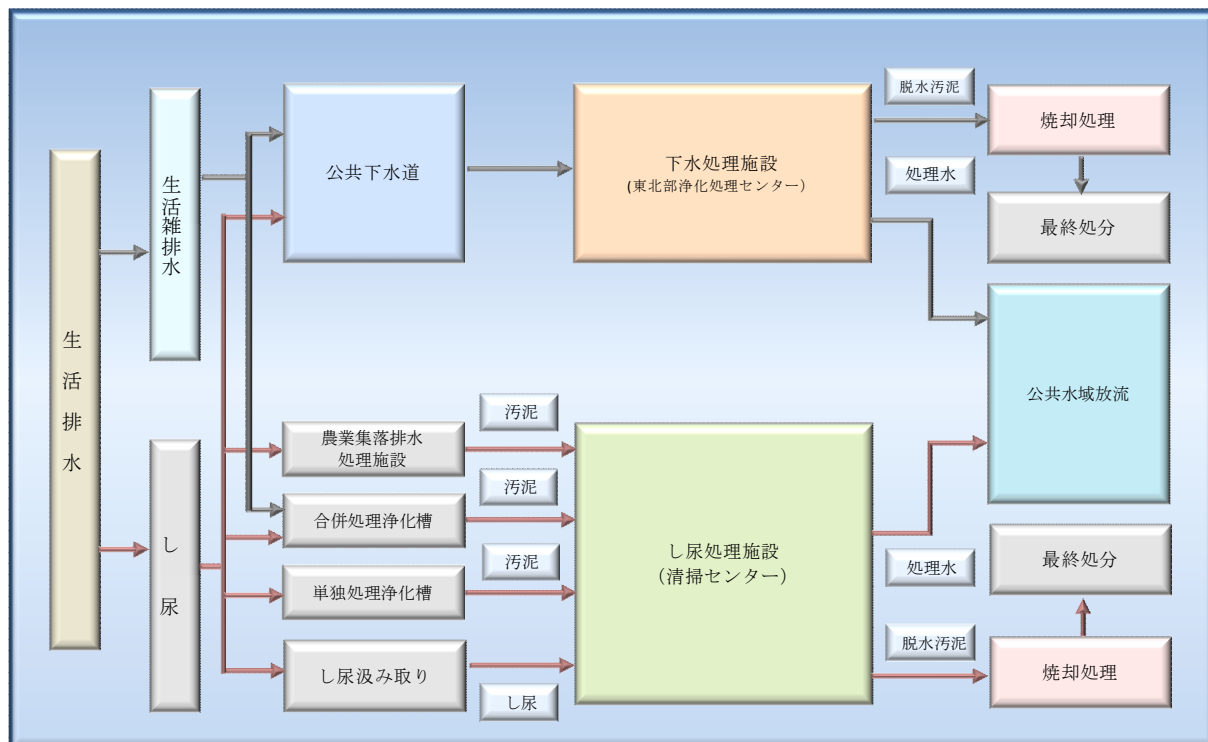 生活排水
生活雑排水
し尿
公共下水道
農業集落排水
処理施設
合併処理浄化槽
単独処理浄化槽
し尿汲み取り
汚泥
汚泥
汚泥
し尿
下水処理施設
(東北部浄化処理センター）
し尿処理施設
（清掃センター）
脱水汚泥
処理水
焼却処理
最終処分
公共水域放流
処理水
脱水汚泥
最終処分
焼却処理